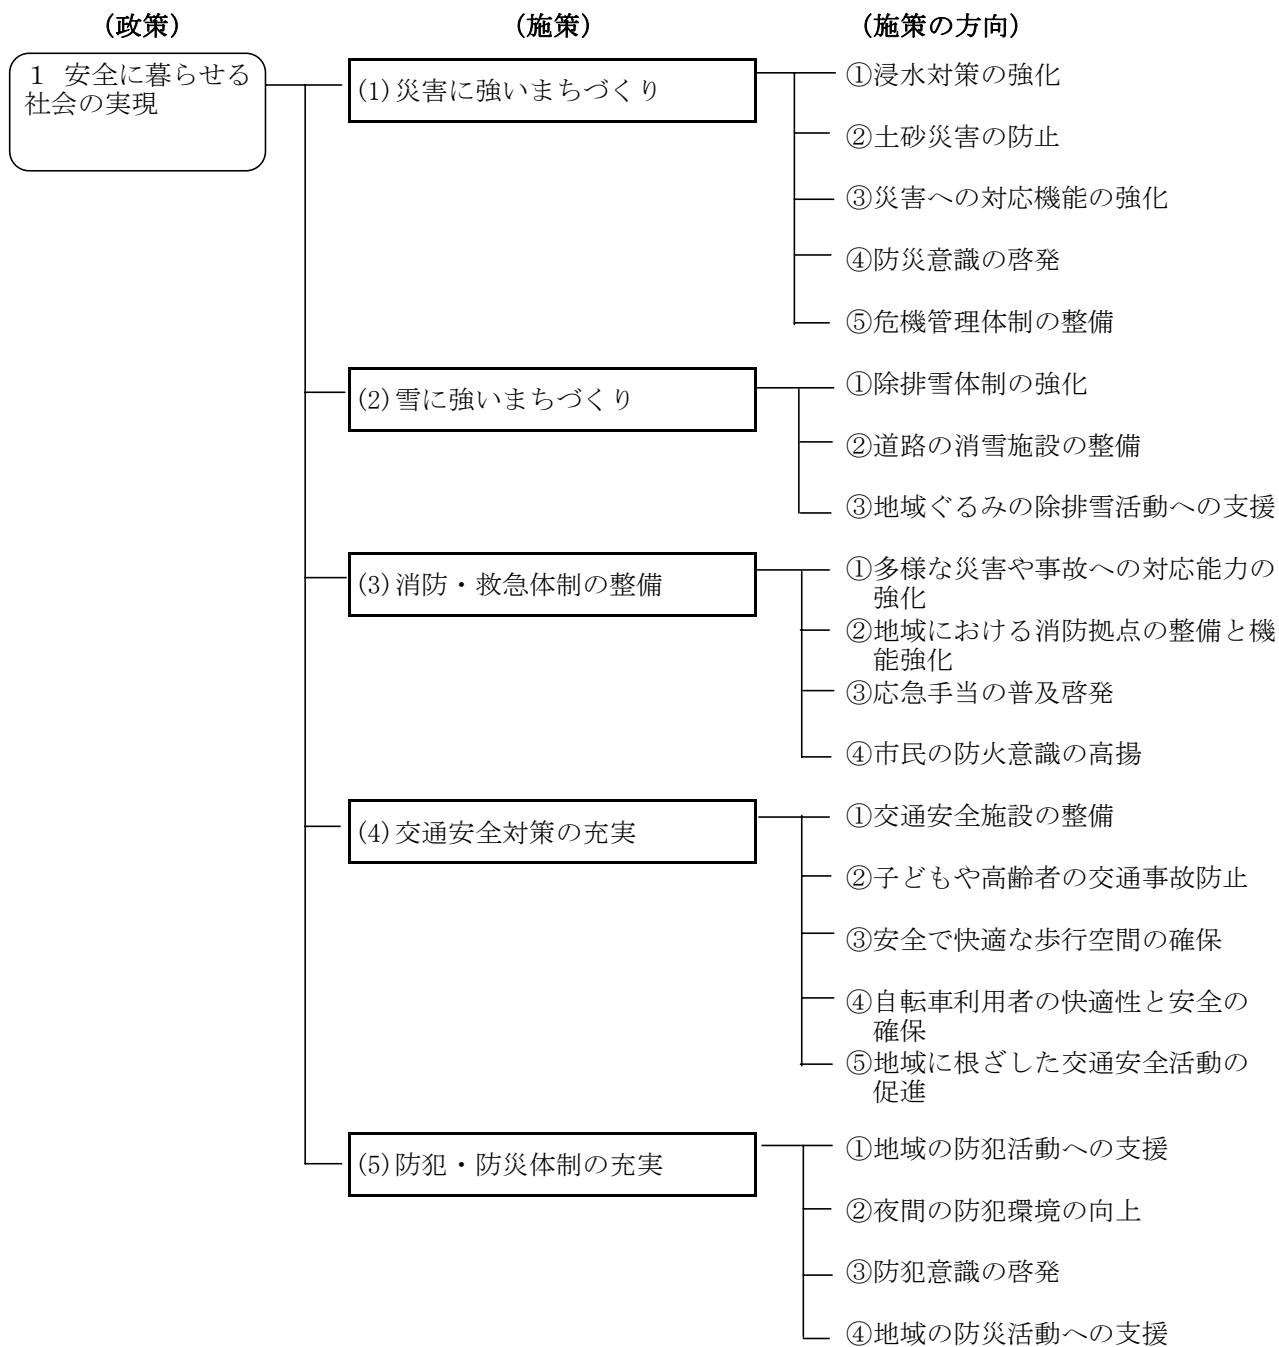 (政策)
(施策)
(施策の方向)
1 安全に暮らせる
社会の実現
(1)災害に強いまちづくり
①浸水対策の強化
②土砂災害の防止
③災害への対応機能の強化
④防災意識の啓発
⑤危機管理体制の整備
(2)雪に強いまちづくり
①除排雪体制の強化
②道路の消雪施設の整備
③地域ぐるみの除排雪活動への支援
(3)消防・救急体制の整備
①多様な災害や事故への対応能力の
強化
②地域における消防拠点の整備と機
能強化
③応急手当の普及啓発
④市民の防火意識の高揚
(4)交通安全対策の充実
①交通安全施設の整備
②子どもや高齢者の交通事故防止
③安全で快適な歩行空間の確保
④自転車利用者の快適性と安全の
確保
⑤地域に根ざした交通安全活動の
促進
(5)防犯・防災体制の充実
①地域の防犯活動への支援
②夜間の防犯環境の向上
③防犯意識の啓発
④地域の防災活動への支援